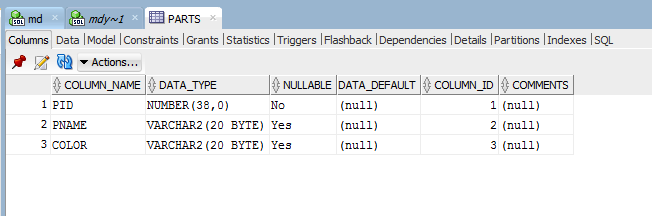 SQL md × SQL mdy~1 × PARTS ×
Columns Data Model Constraints Grants Statistics Triggers Flashback Dependencies Details Partitions Indexes SQL
Actions...
COLUMN_NAME DATA_TYPE NULLABLE DATA_DEFAULT COLUMN_ID COMMENTS
1 PID NUMBER(38,0) No (null) 1 (null)
2 PNAME VARCHAR2(20 BYTE) Yes (null) 2 (null)
3 COLOR VARCHAR2(20 BYTE) Yes (null) 3 (null)